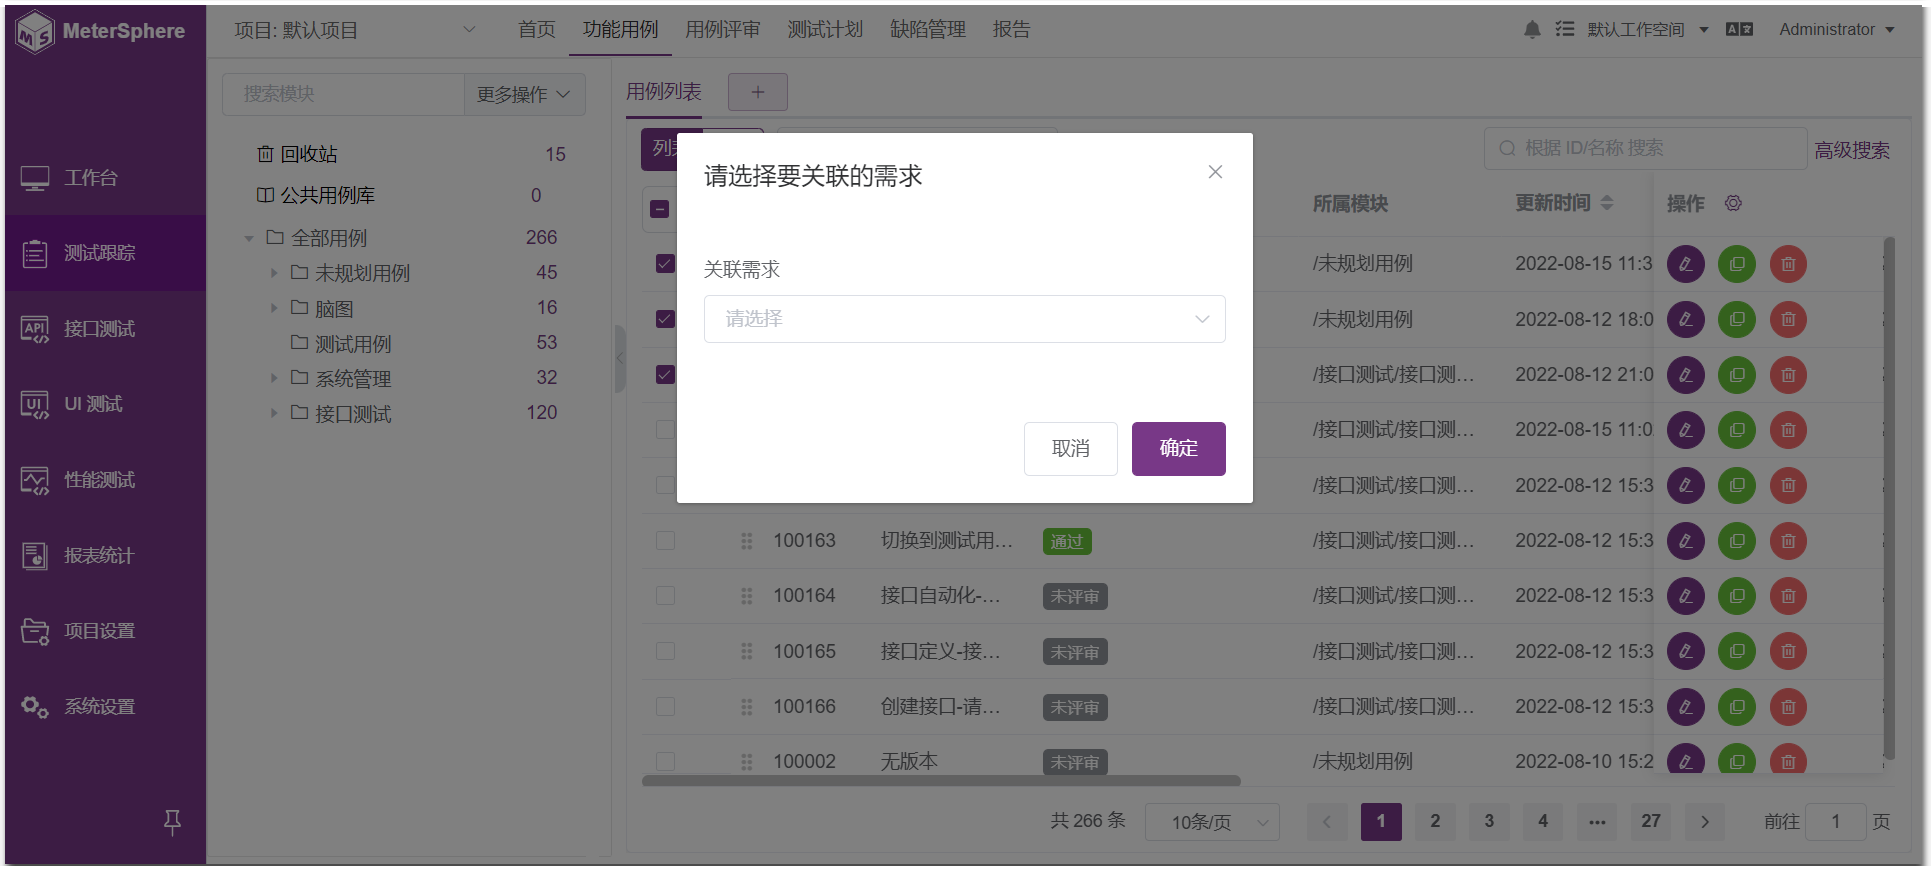 MeterSphere
项目: 默认项目
首页
功能用例
用例评审
测试计划
缺陷管理
报告
默认工作空间
Administrator
工作台
测试跟踪
接口测试
UI 测试
性能测试
报表统计
项目设置
系统设置
搜索模块
更多操作
回收站 15
公共用例库 0
全部用例 266
未规划用例 45
脑图 16
测试用例 53
系统管理 32
接口测试 120
用例列表
+
根据 ID/名称 搜索
高级搜索
请选择要关联的需求
关联需求
请选择
取消
确定
所属模块 更新时间 操作
/未规划用例 2022-08-15 11:3
/未规划用例 2022-08-12 18:0
/接口测试/接口测... 2022-08-12 21:0
/接口测试/接口测... 2022-08-15 11:0
/接口测试/接口测... 2022-08-12 15:3
100163 切换到测试用... 通过 /接口测试/接口测... 2022-08-12 15:3
100164 接口自动化-... 未评审 /接口测试/接口测... 2022-08-12 15:3
100165 接口定义-接... 未评审 /接口测试/接口测... 2022-08-12 15:3
100166 创建接口-请... 未评审 /接口测试/接口测... 2022-08-12 15:3
100002 无版本 未评审 /未规划用例 2022-08-10 15:2
共 266 条 10条/页 1 2 3 4 ... 27 前往 1 页